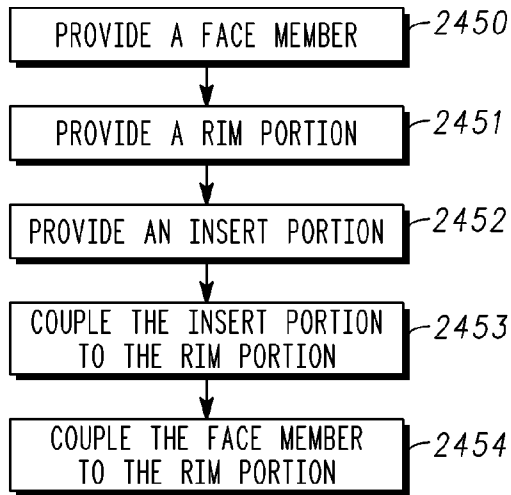 PROVIDE A FACE MEMBER 2450
PROVIDE A RIM PORTION 2451
PROVIDE AN INSERT PORTION 2452
COUPLE THE INSERT PORTION
TO THE RIM PORTION 2453
COUPLE THE FACE MEMBER
TO THE RIM PORTION 2454